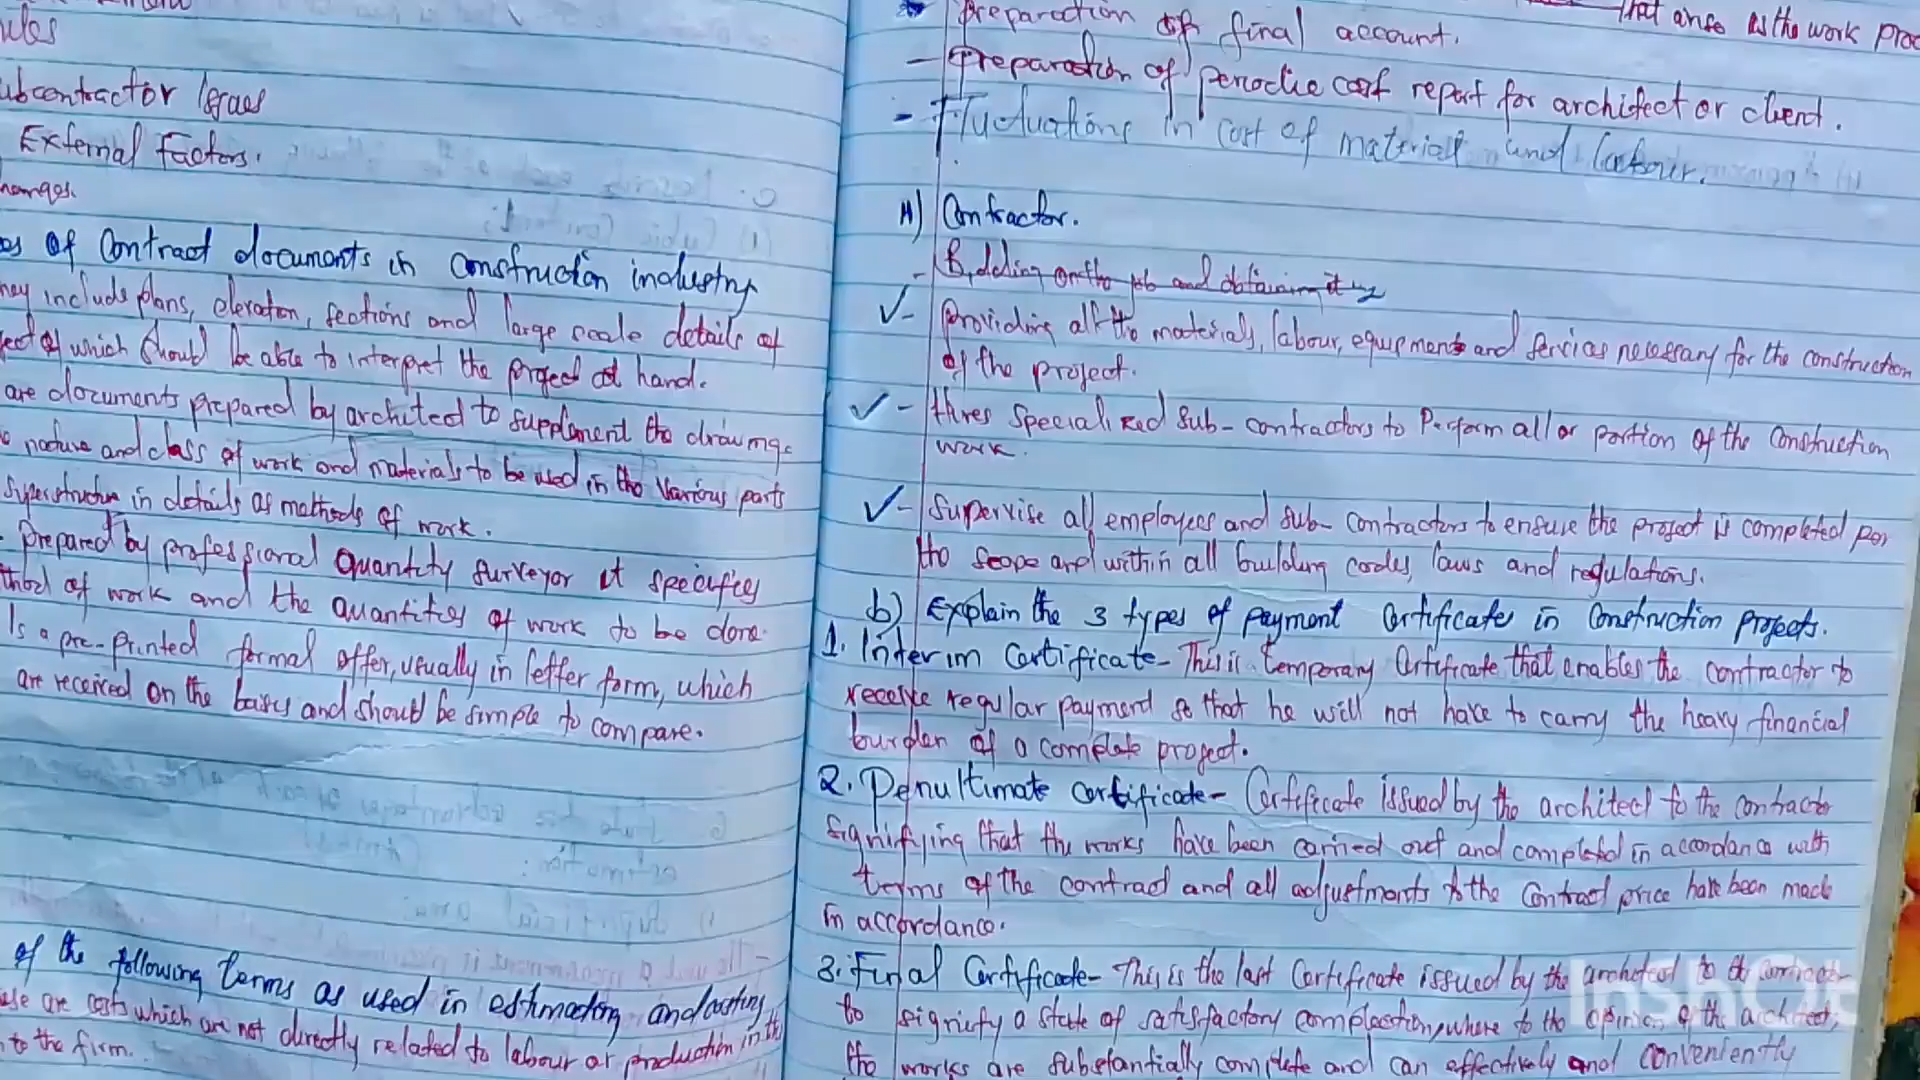 ules
ubcontractor Issues
External factors.
hanges.
es of Contract documents in construction industry
hey include plans, elevation, sections and large scale details of
ject of which should be able to interpret the project at hand.
are documents prepared by architect to supplement the drawings
nature and class of work and materials to be used in the various parts
superstructure in details as methods of work.
- Prepared by professional quantity surveyor it specifies
thod of work and the quantities of work to be done.
Is a pre-printed formal offer, usually in letter form, which
are received on the basis and should be simple to compare.
of the following terms as used in estimating and costing
ese are costs which are not directly related to labour or production in the
to the firm.
that arise as the work proc
preparation of final account.
- Preparation of periodic cost report for architect or client.
- Fluctuations in cost of material and labour.
Contractor.
- Bidding on the job and obtaining it
✓- Providing all the materials, labour, equipments and services necessary for the construction
of the project.
✓- Hires specialized sub-contractors to perform all or portion of the construction
work.
✓- Supervise all employees and sub-contractors to ensure the project is completed per
the scope and within all building codes, laws and regulations.
b) Explain the 3 types of payment certificates in construction projects.
1. Interim Certificate- This is temporary certificate that enables the contractor to
receive regular payment so that he will not have to carry the heavy financial
burden of a complete project.
2. Penultimate certificate- Certificate issued by the architect to the contractor
signifying that the works have been carried out and completed in accordance with
terms of the contract and all adjustments to the contract price have been made
in accordance.
3. Final Certificate- This is the last certificate issued by the architect to the contractor
to signify a state of satisfactory completion, where to the opinion of the architect,
the works are substantially complete and can effectively and conveniently
InShOt